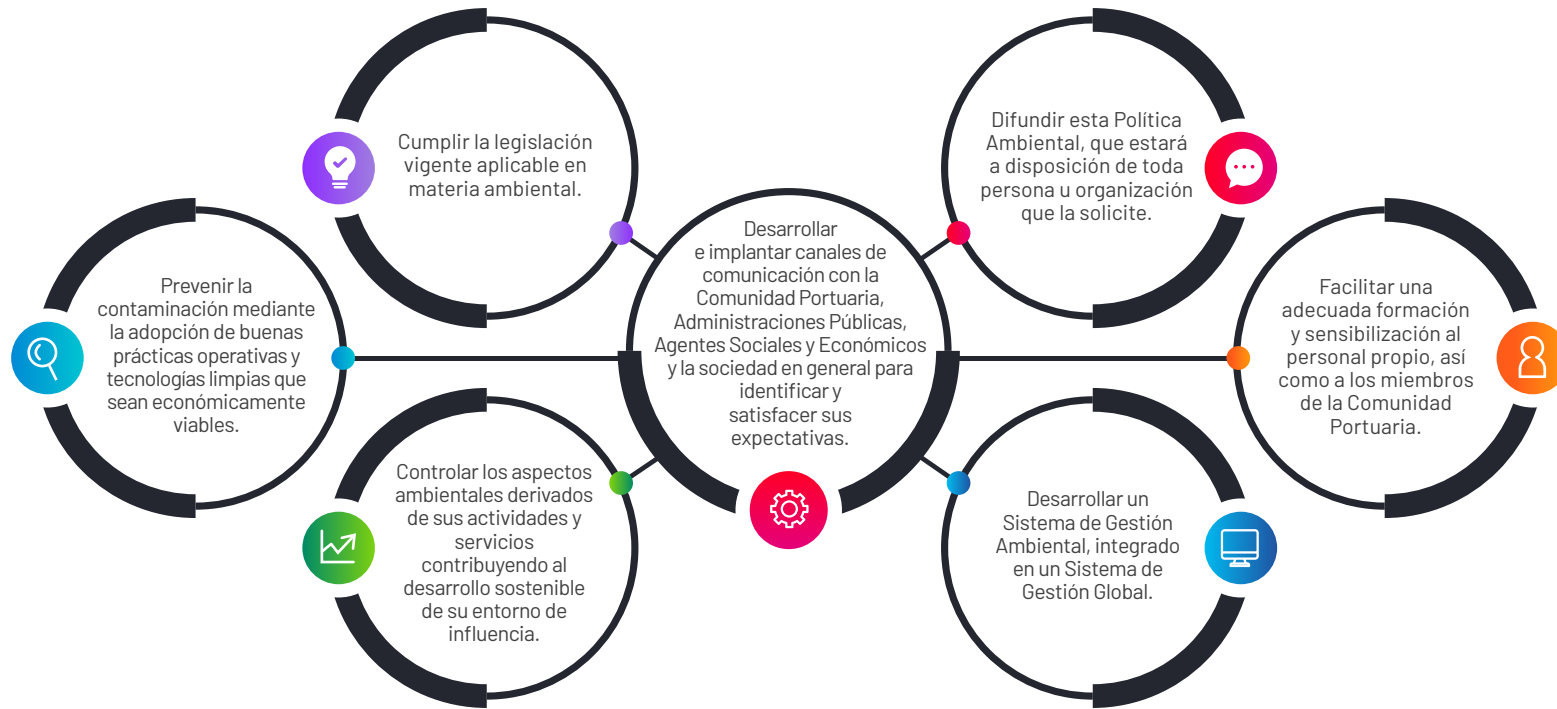 Cumplir la legislación
vigente aplicable en
materia ambiental.
Difundir esta Política
Ambiental, que estará
a disposición de toda
persona u organización
que la solicite.
Prevenir la
contaminación mediante
la adopción de buenas
prácticas operativas y
tecnologías limpias que
sean económicamente
viables.
Desarrollar
e implantar canales de
comunicación con la
Comunidad Portuaria,
Administraciones Públicas,
Agentes Sociales y Económicos
y la sociedad en general para
identificar y
satisfacer sus
expectativas.
Facilitar una
adecuada formación
y sensibilización al
personal propio, así
como a los miembros
de la Comunidad
Portuaria.
Controlar los aspectos
ambientales derivados
de sus actividades y
servicios
contribuyendo al
desarrollo sostenible
de su entorno de
influencia.
Desarrollar un
Sistema de Gestión
Ambiental, integrado
en un Sistema de
Gestión Global.